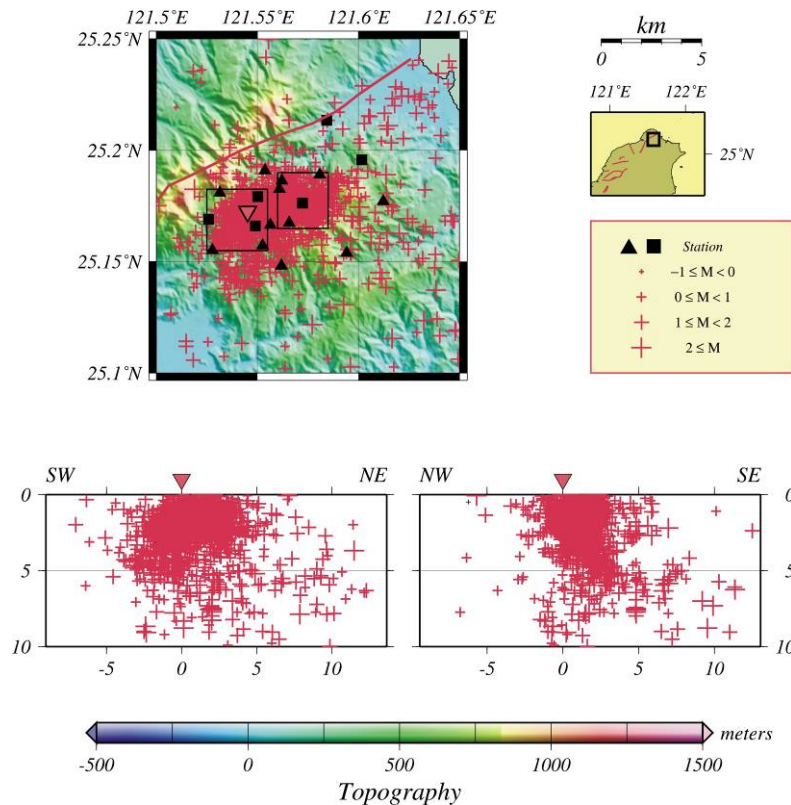 121.5° 121.55° 121.6° 121.65°
25.25°N
25.2°N
25.15°N
25.1°N
km
0 5
121°E 122°E
25°N
Station
−1 ≤ M < 0
0 ≤ M < 1
1 ≤ M < 2
2 ≤ M
SW NE
0
5
10
-5 0 5 10
NW SE
0
5
10
-5 0 5 10
-500 0 500 1000 1500 meters
Topography